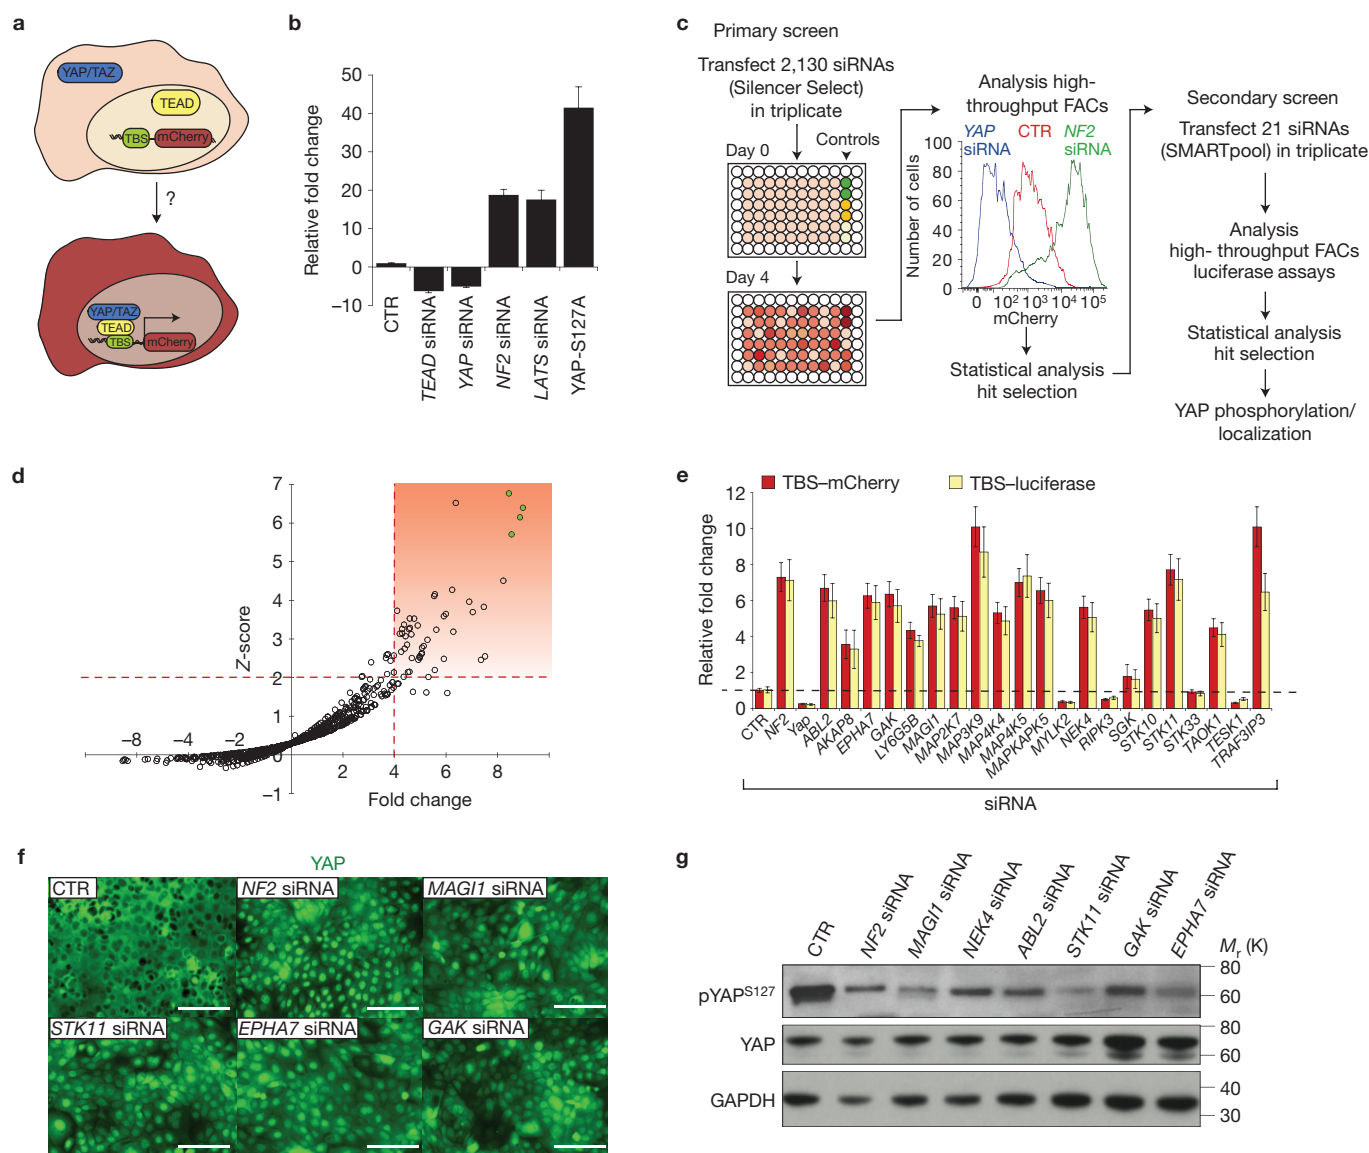 a
YAP/TAZ
TEAD
TBS
mCherry
?
YAP/TAZ
TEAD
TBS
mCherry
b
Relative fold change
50
40
30
20
10
0
−10
CTR
TEAD siRNA
YAP siRNA
NF2 siRNA
LATS siRNA
YAP-S127A
c
Primary screen
Transfect 2,130 siRNAs
(Silencer Select)
in triplicate
Day 0
Controls
Day 4
Analysis high-
throughput FACs
YAP
siRNA
CTR
NF2
siRNA
Number of cells
100
80
60
40
20
0
0
10²
10³
10⁴
10⁵
mCherry
Statistical analysis
hit selection
Secondary screen
Transfect 21 siRNAs
(SMARTpool) in triplicate
Analysis
high- throughput FACs
luciferase assays
Statistical analysis
hit selection
YAP phosphorylation/
localization
d
Z-score
7
6
5
4
3
2
1
0
−1
−8
−6
−4
−2
2
4
6
8
Fold change
e
TBS–mCherry
TBS–luciferase
Relative fold change
12
10
8
6
4
2
0
CTR
NF2
Yap
ABL2
AKAP8
EPHA7
GAK
LY6G5B
MAGI1
MAP2K7
MAP3K9
MAP4K4
MAP4K5
MAPKAPK5
MYLK2
NEK4
RIPK3
SGK
STK10
STK11
STK33
TAOK1
TESK1
TRAF3IP3
siRNA
f
YAP
CTR
NF2 siRNA
MAGI1 siRNA
STK11 siRNA
EPHA7 siRNA
GAK siRNA
g
CTR
NF2 siRNA
MAGI1 siRNA
NEK4 siRNA
ABL2 siRNA
STK11 siRNA
GAK siRNA
EPHA7 siRNA
Mr (K)
pYAPS127
80
60
YAP
80
60
GAPDH
40
30